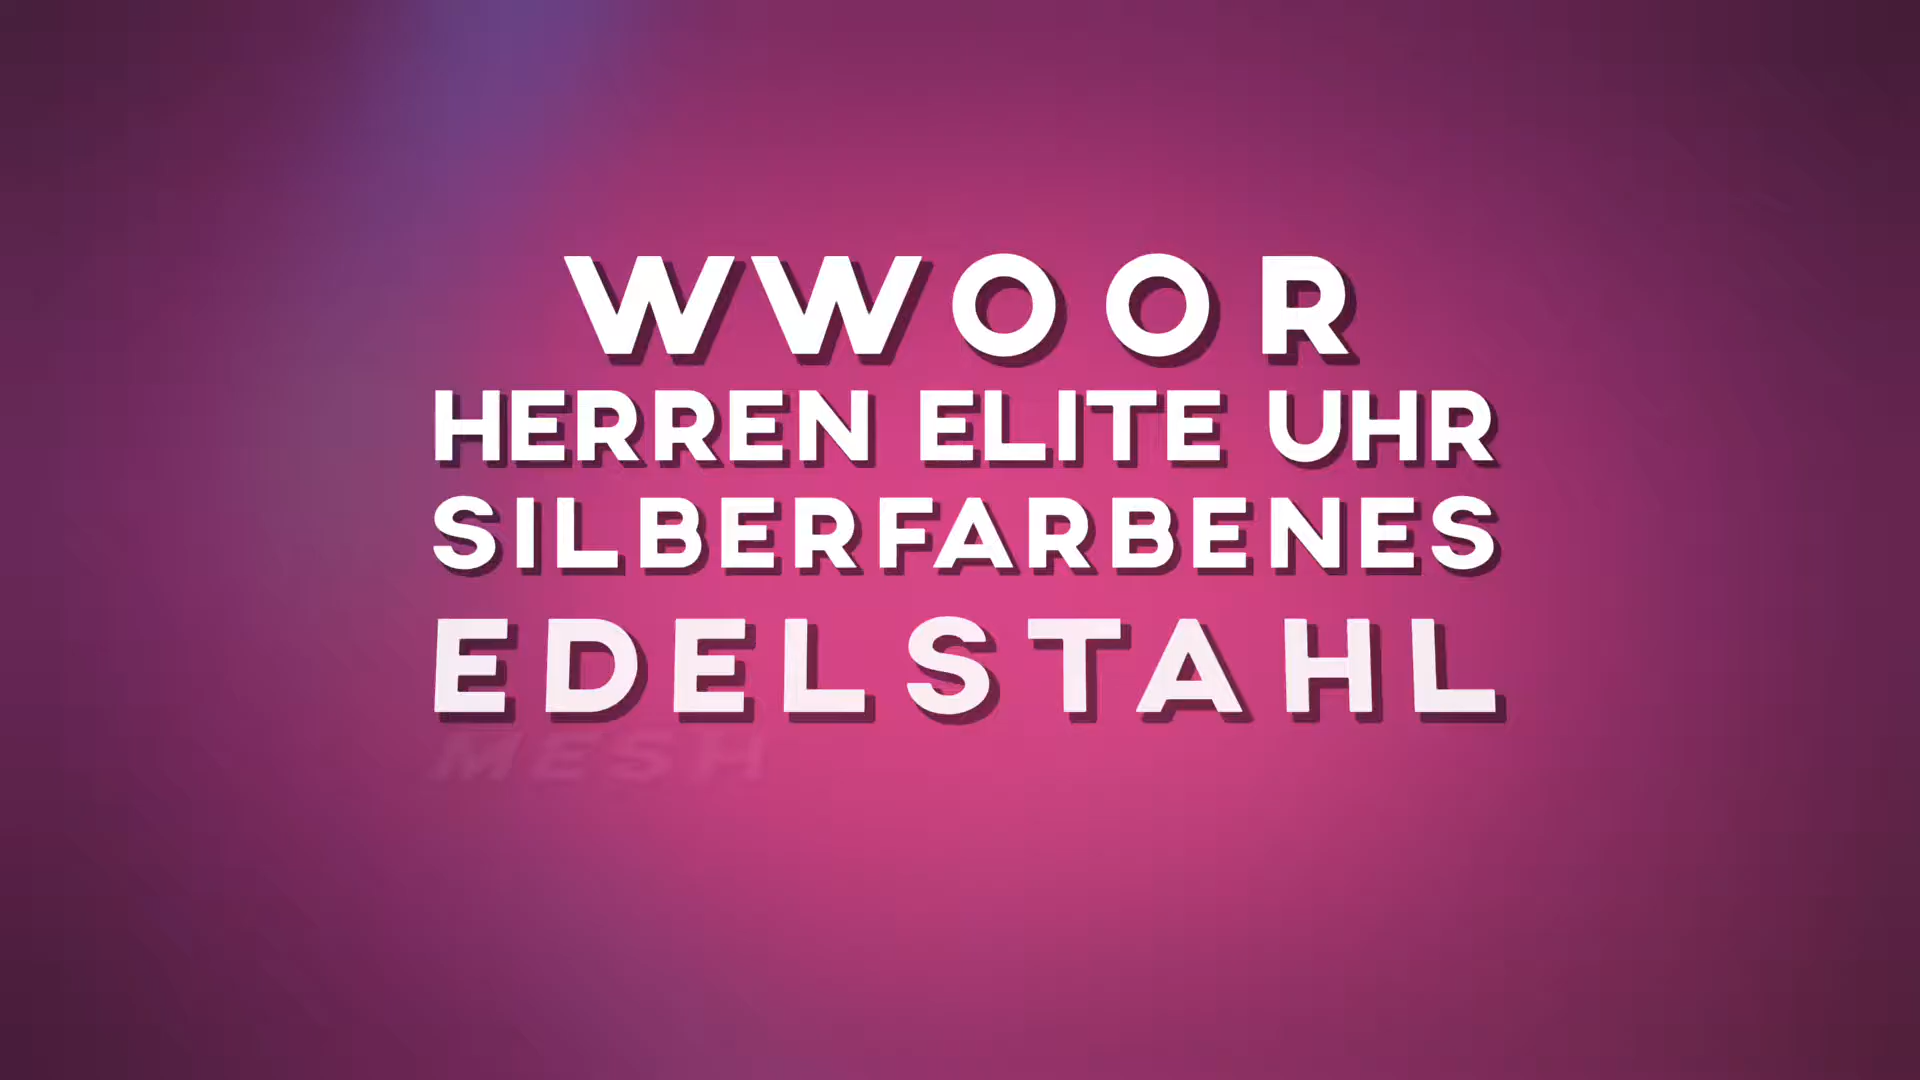 WWOOR
HERREN ELITE UHR
SILBERFARBENES
EDELSTAHL
MESH